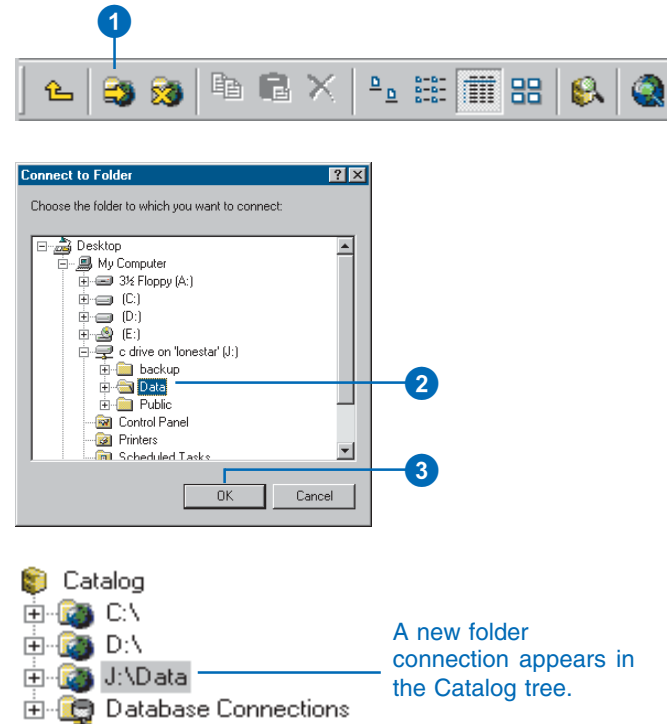 1
Connect to Folder
Choose the folder to which you want to connect:
Desktop
My Computer
3½ Floppy (A:)
(C:)
(D:)
(E:)
c drive on 'lonestar' (J:)
backup
Data
2
Public
Control Panel
Printers
Scheduled Tasks
3
OK Cancel
Catalog
C:\
D:\
J:\Data
Database Connections
A new folder
connection appears in
the Catalog tree.